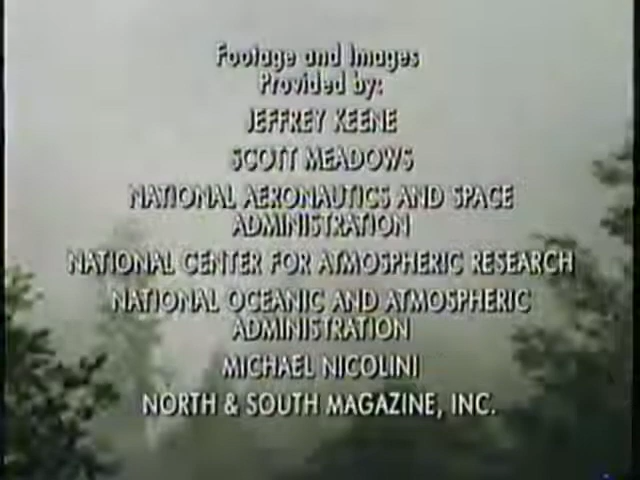 Footage and Images
Provided by:
JEFFREY KEENE
SCOTT MEADOWS
NATIONAL AERONAUTICS AND SPACE
ADMINISTRATION
NATIONAL CENTER FOR ATMOSPHERIC RESEARCH
NATIONAL OCEANIC AND ATMOSPHERIC
ADMINISTRATION
MICHAEL NICOLINI
NORTH & SOUTH MAGAZINE, INC.